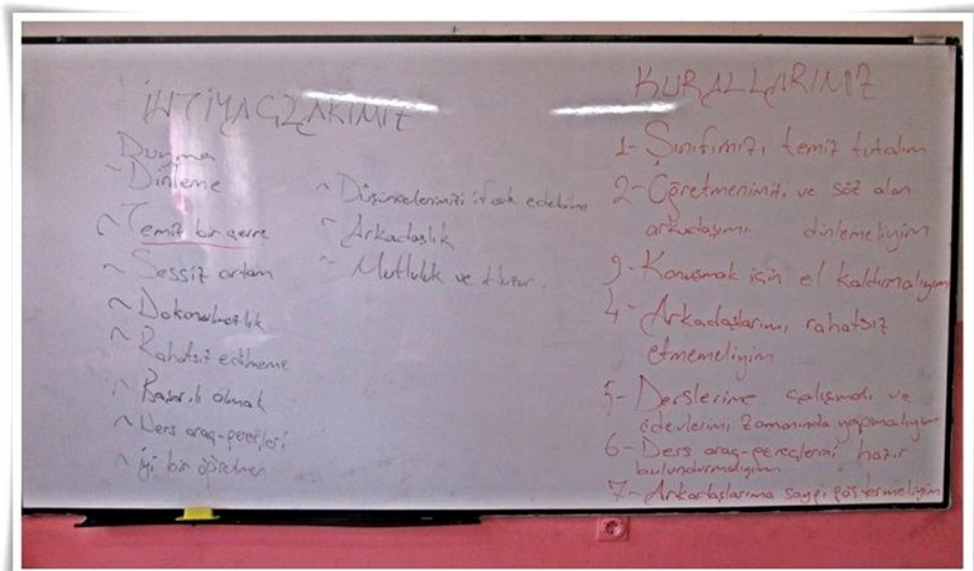 İHTİYAÇLARIMIZ
Duyma
~ Dinleme
~ Temiz bir çevre
~ Sessiz ortam
~ Dokunulmazlık
~ Rahatsız edilmeme
~ Başarılı olmak
~ Ders araç-gereçleri
~ iyi bir öğretmen
~ Düşüncelerimizi ifade edebilme
~ Arkadaşlık
~ Mutluluk ve Huzur.
KURALLARIMIZ
1- Sınıfımızı temiz tutalım
2- Öğretmenimizi ve söz alan
arkadaşımı dinlemeliyim
3- Konuşmak için el kaldırmalıyım
4- Arkadaşlarımı rahatsız
etmemeliyim
5- Derslerime çalışmalı ve
ödevlerimi zamanında yapmalıyım
6- Ders araç-gereçlerimi hazır
bulundurmalıyım
7- Arkadaşlarıma saygı göstermeliyim